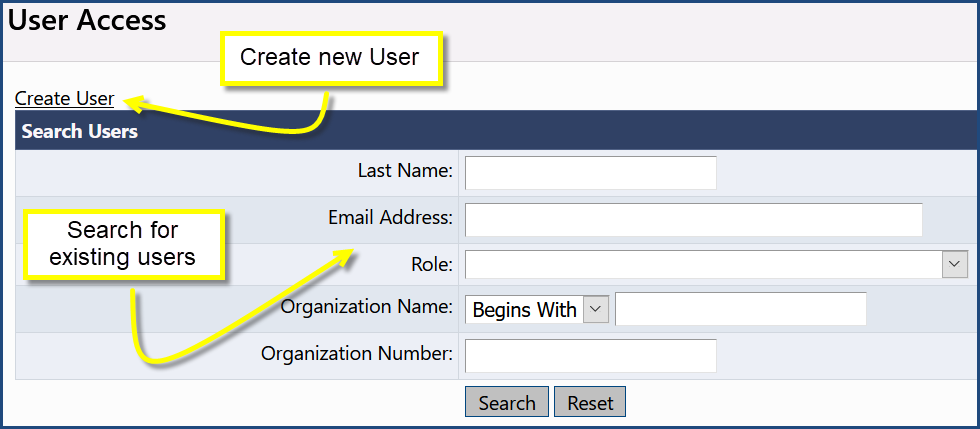 User Access
Create new User
Create User
Search Users
Last Name:
Email Address:
Search for
existing users
Role:
Organization Name: Begins With
Organization Number:
Search Reset